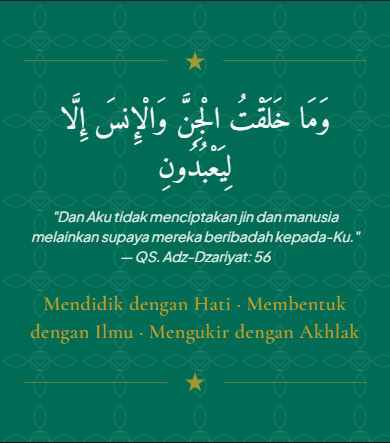 وَمَا خَلَقْتُ الْجِنَّ وَالْإِنسَ إِلَّا
لِيَعْبُدُونِ
"Dan Aku tidak menciptakan jin dan manusia
melainkan supaya mereka beribadah kepada-Ku."
— QS. Adz-Dzariyat: 56
Mendidik dengan Hati · Membentuk
dengan Ilmu · Mengukir dengan Akhlak